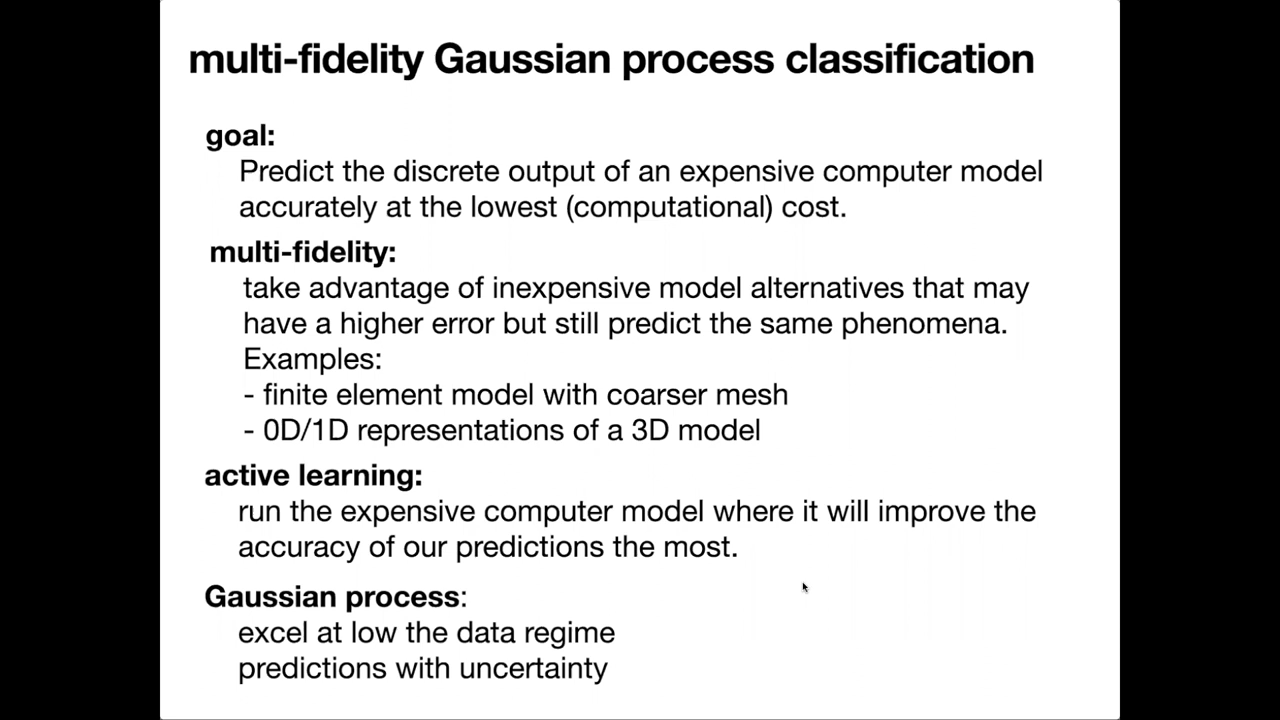 multi-fidelity Gaussian process classification
goal:
Predict the discrete output of an expensive computer model
accurately at the lowest (computational) cost.
multi-fidelity:
take advantage of inexpensive model alternatives that may
have a higher error but still predict the same phenomena.
Examples:
- finite element model with coarser mesh
- 0D/1D representations of a 3D model
active learning:
run the expensive computer model where it will improve the
accuracy of our predictions the most.
Gaussian process:
excel at low the data regime
predictions with uncertainty